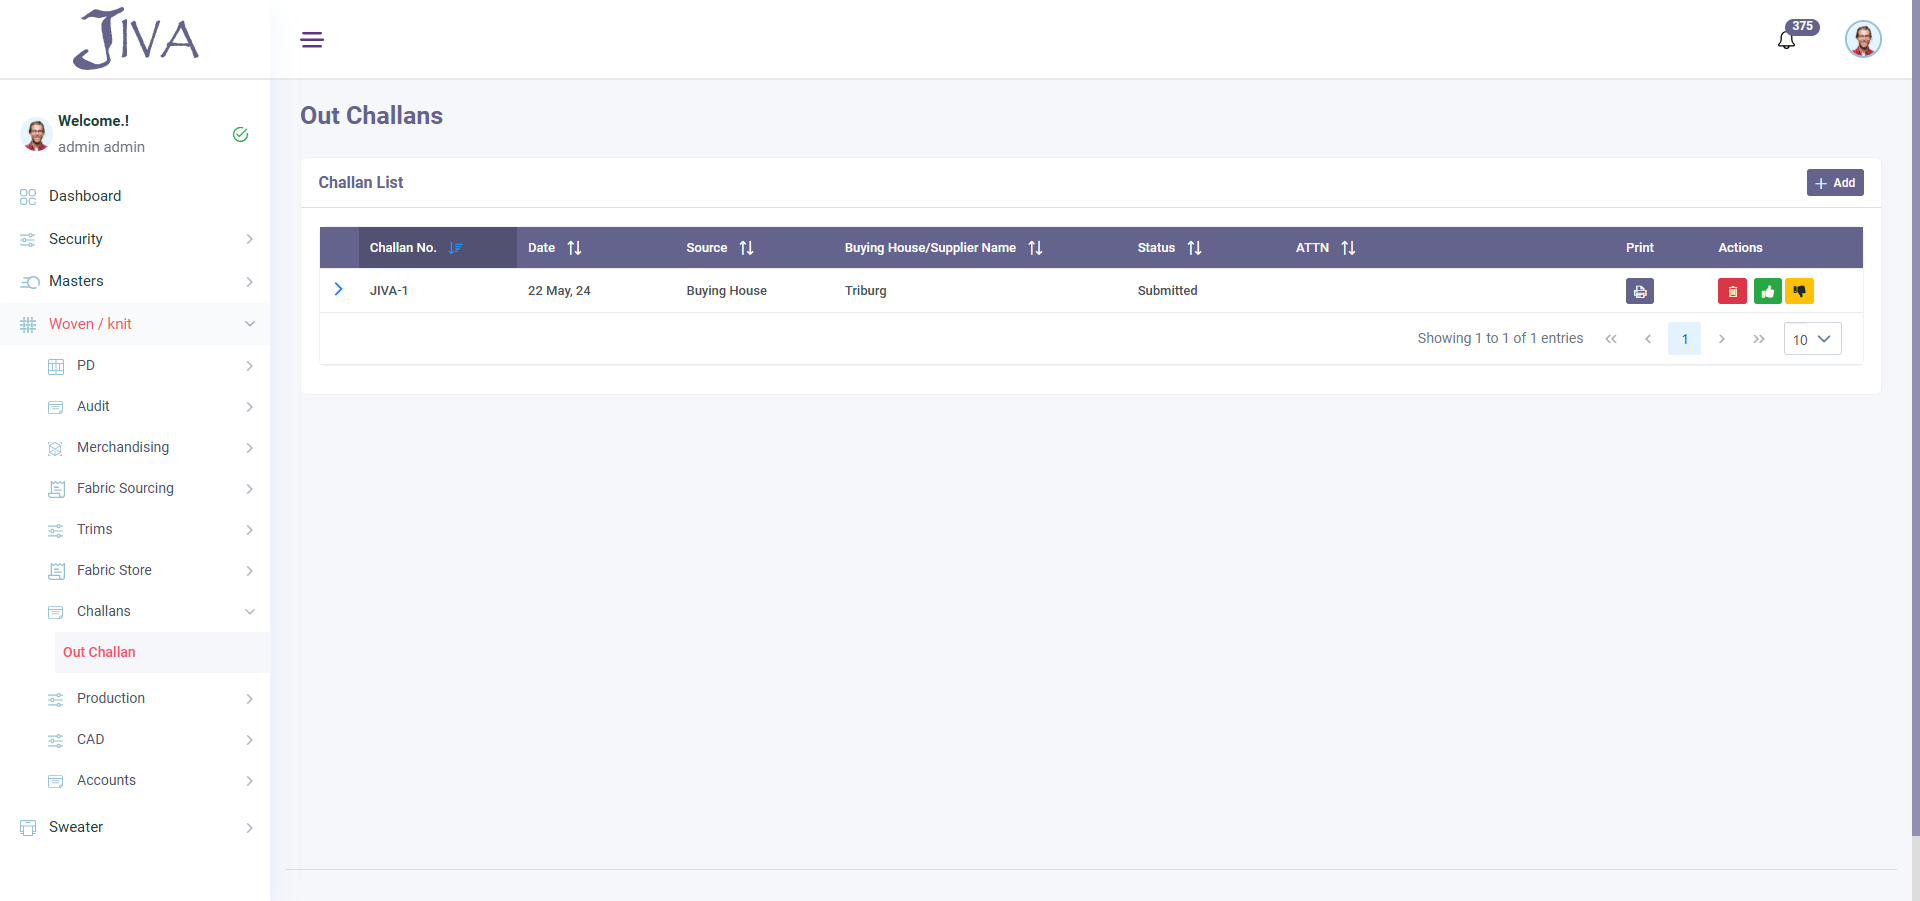 JIVA
375
Welcome.!
admin admin
Dashboard
Security
Masters
Woven / knit
PD
Audit
Merchandising
Fabric Sourcing
Trims
Fabric Store
Challans
Out Challan
Production
CAD
Accounts
Sweater
Out Challans
Challan List
Add
Challan No. Date Source Buying House/Supplier Name Status ATTN Print Actions
JIVA-1 22 May, 24 Buying House Triburg Submitted
Showing 1 to 1 of 1 entries 1 10